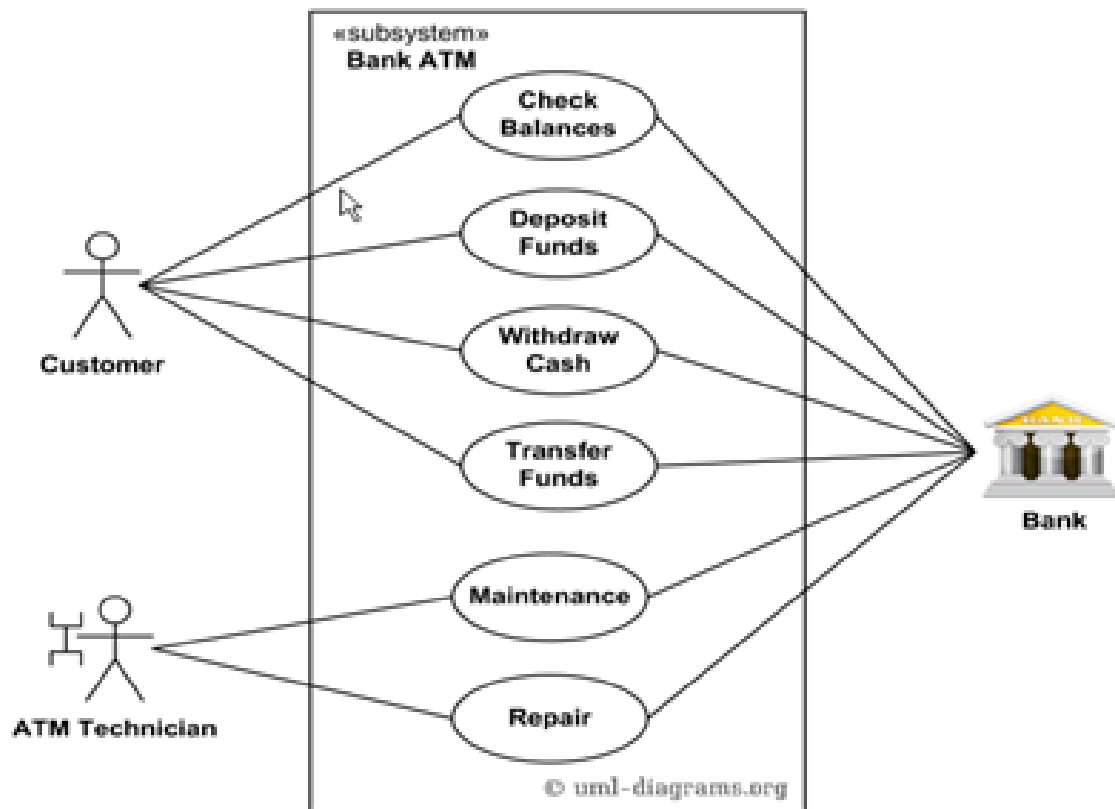 «subsystem»
Bank ATM
Check
Balances
Deposit
Funds
Customer
Withdraw
Cash
Transfer
Funds
BANK
Bank
Maintenance
ATM Technician
Repair
© uml-diagrams.org